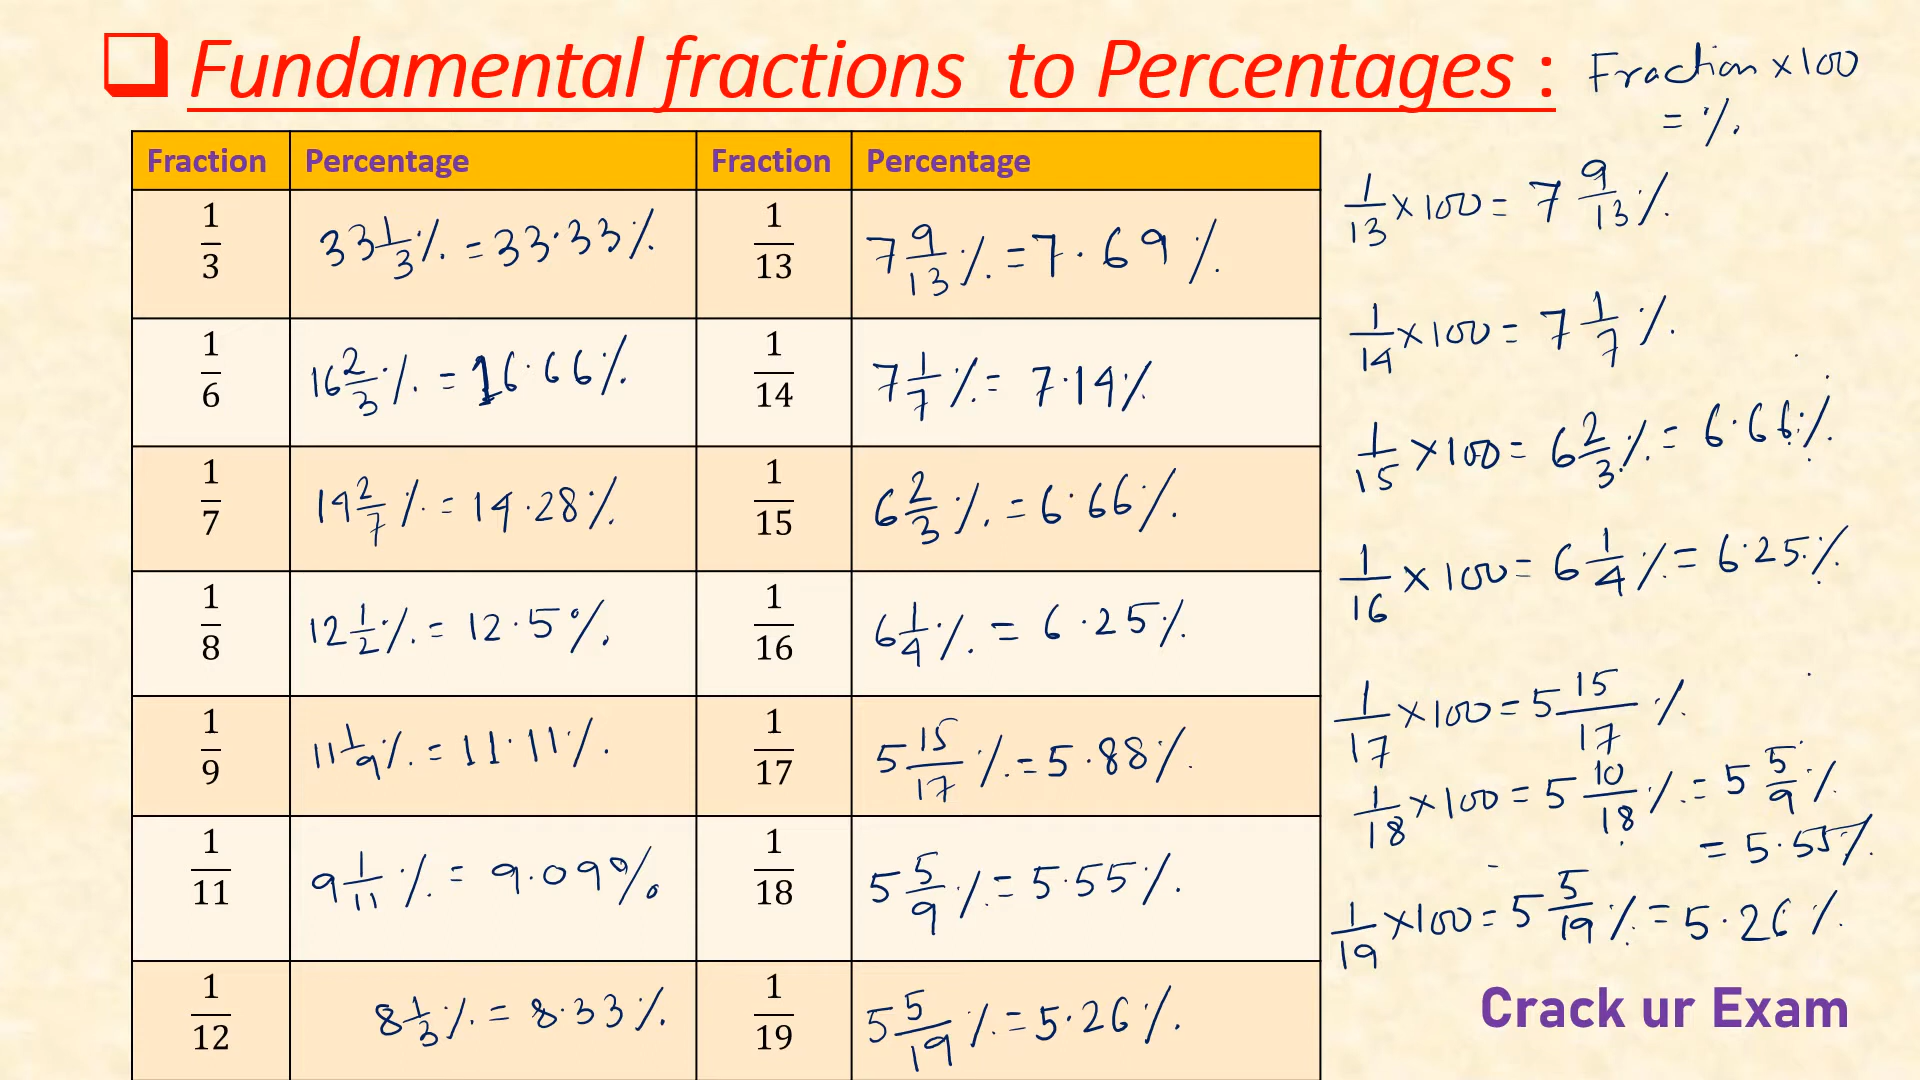 ❑ Fundamental fractions to Percentages :
Fraction x 100
= %
Fraction Percentage Fraction Percentage
1/3 33 1/3 % = 33.33% 1/13 7 9/13 % = 7.69%
1/6 16 2/3 % = 16.66% 1/14 7 1/7 % = 7.14%
1/7 14 2/7 % = 14.28% 1/15 6 2/3 % = 6.66%
1/8 12 1/2 % = 12.5% 1/16 6 1/4 % = 6.25%
1/9 11 1/9 % = 11.11% 1/17 5 15/17 % = 5.88%
1/11 9 1/11 % = 9.09% 1/18 5 5/9 % = 5.55%
1/12 8 1/3 % = 8.33% 1/19 5 5/19 % = 5.26%
1/13 x 100 = 7 9/13 %
1/14 x 100 = 7 1/7 %
1/15 x 100 = 6 2/3 % = 6.66%
1/16 x 100 = 6 1/4 % = 6.25%
1/17 x 100 = 5 15/17 %
1/18 x 100 = 5 10/18 % = 5 5/9 %
= 5.55%
1/19 x 100 = 5 5/19 % = 5.26%
Crack ur Exam